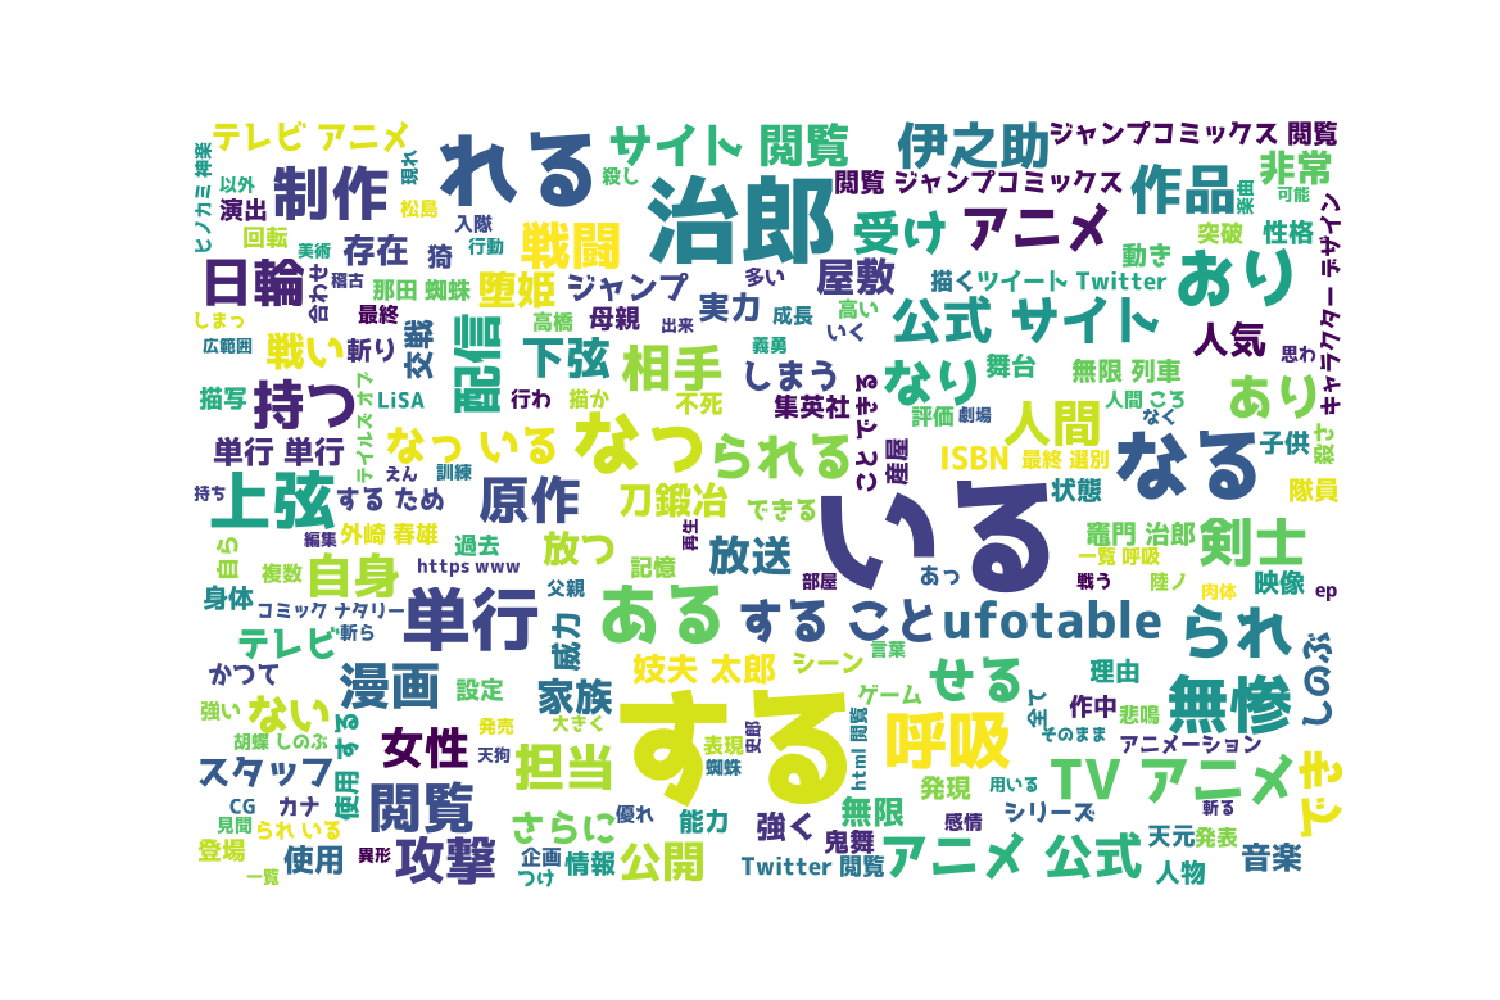 テレビ アニメ
れる
サイト 閲覧
伊之助
ジャンプコミックス 閲覧
ヒノカミ 神楽
以外
制作
現れ
殺し
治郎
閲覧 ジャンプコミックス
作品
非常
可能
演出
松島
入隊
戦闘
受け
アニメ
突破
性格
キャラクター デザイン
回転
美術
存在
猗
行動
動き
日輪
合わせ
稽古
那田 蜘蛛
堕姫
ジャンプ
多い
屋敷
描く
ツイート Twitter
おり
しまっ
最終
高橋
母親
出来
実力
成長
高い
いく
公式 サイト
人気
思わ
広範囲
戦い
斬り
交戦
配信
下弦
相手
義勇
しまう
なり
舞台
無限 列車
あり
描写
持つ
テイルズ オブ
LiSA
行わ
描か
不死
集英社
こと できる
評価
劇場
人間
人間 ころ
なく
単行 単行
なっ いる
なっ
られる
産屋
ISBN
最終 選別
なる
子供
鋭さ
持ち
上弦
えん
訓練
する ため
原作
刀鍛冶
できる
いる
状態
隊員
自ら
編集
外崎 春雄
過去
放つ
再生
放送
竈門 治郎
剣士
複数
自身
https www
記憶
部屋
あっ
一覧 呼吸
戦う
陸ノ
肉体
映像
ep
身体
コミック ナタリー
単行
父親
ある
する こと
ufotable
られ
しのぶ
テレビ
斬ら
威力
言葉
かつて
漫画
設定
家族
妓夫 太郎
シーン
ゲーム
せる
理由
無惨
強い
ない
使用 する
発売
大きく
する
全て
作中
悲鳴
胡蝶 しのぶ
女性
天狗
表現
史郎
html 閲覧
呼吸
そのまま
アニメーション
スタッフ
担当
蜘蛛
発現
用いる
TV アニメ
でき
CG
カナ
閲覧
さらに
優れ
能力
強く
無限
感情
シリーズ
斬る
見聞
られ いる
鬼舞
天元
発表
登場
使用
異形
攻撃
企画
情報
公開
Twitter 閲覧
アニメ 公式
人物
音楽
一覧
つけ